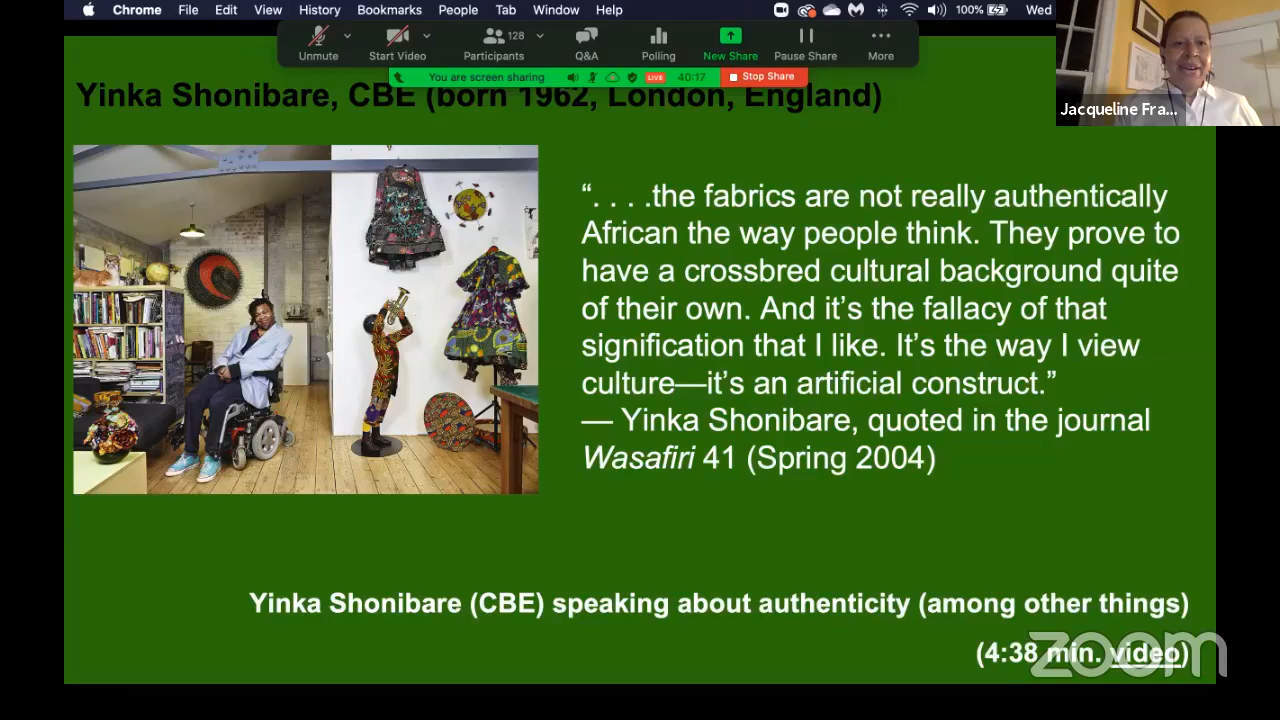 Chrome File Edit View History Bookmarks People Tab Window Help 100% Wed
128
Unmute Start Video Participants Q&A Polling New Share Pause Share More
You are screen sharing LIVE 40:17 Stop Share
Yinka Shonibare, CBE (born 1962, London, England)
Jacqueline Fra...
“. . . .the fabrics are not really authentically
African the way people think. They prove to
have a crossbred cultural background quite
of their own. And it’s the fallacy of that
signification that I like. It’s the way I view
culture—it’s an artificial construct.”
— Yinka Shonibare, quoted in the journal
Wasafiri 41 (Spring 2004)
Yinka Shonibare (CBE) speaking about authenticity (among other things)
(4:38 min. video)
zoom